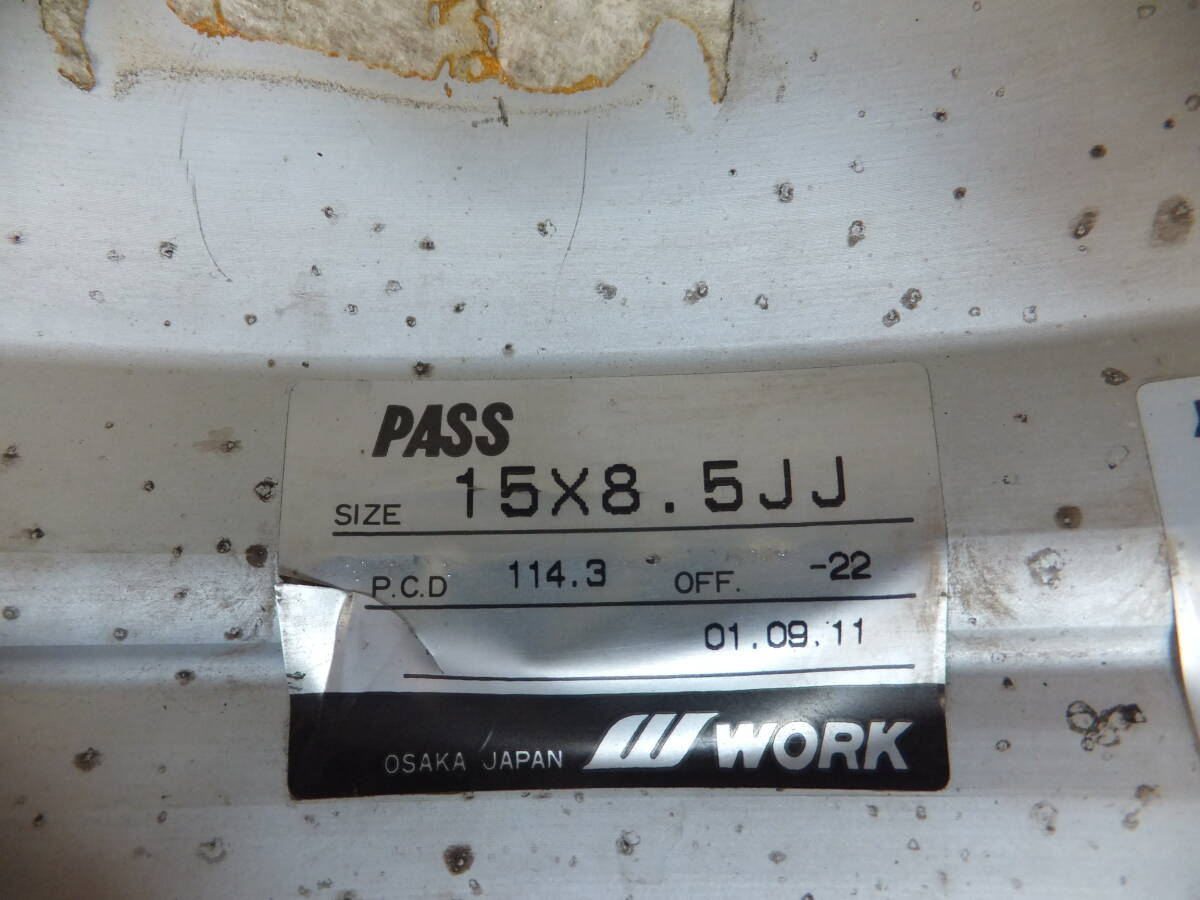 PASS
SIZE 15X8.5JJ
P.C.D 114.3 OFF. -22
01.09.11
OSAKA JAPAN WORK